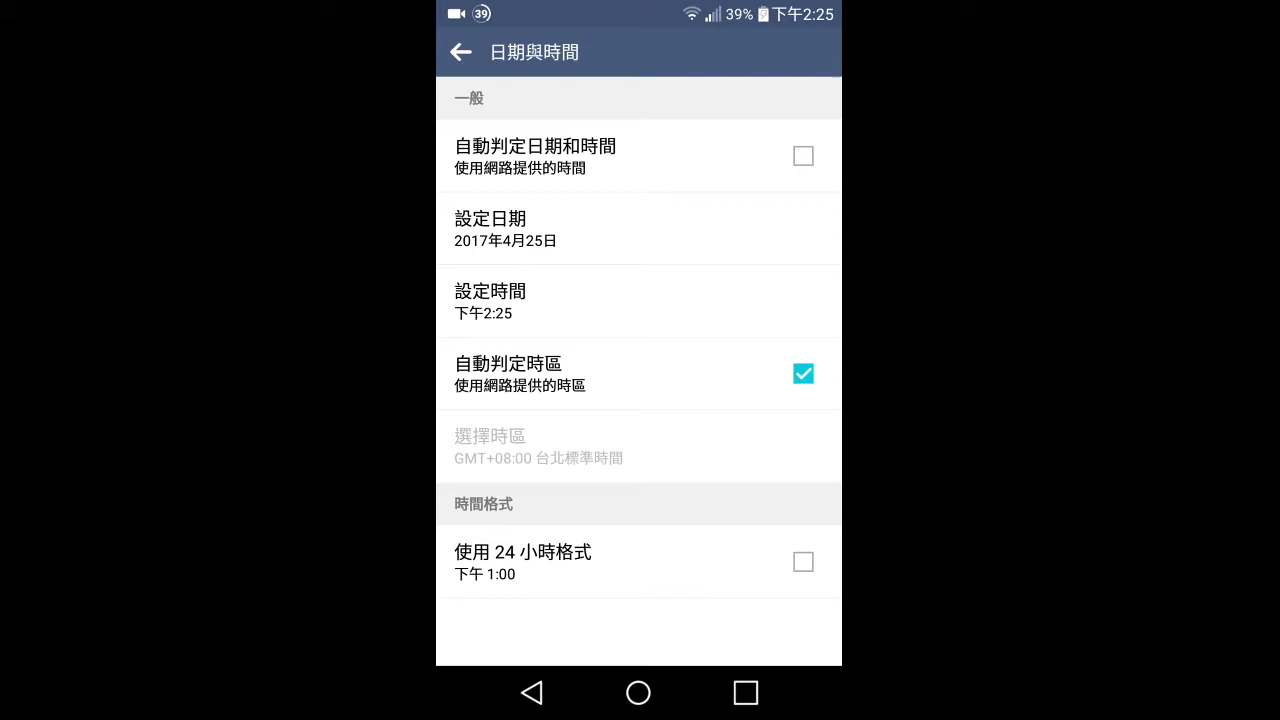 39 39% 下午2:25
日期與時間
一般
自動判定日期和時間
使用網路提供的時間
設定日期
2017年4月25日
設定時間
下午2:25
自動判定時區
使用網路提供的時區
選擇時區
GMT+08:00 台北標準時間
時間格式
使用 24 小時格式
下午 1:00